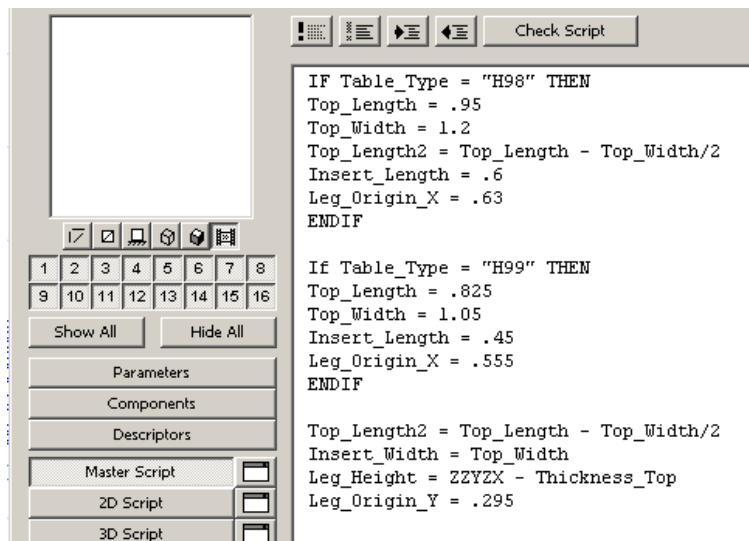 Check Script
IF Table_Type = "H98" THEN
Top_Length = .95
Top_Width = 1.2
Top_Length2 = Top_Length - Top_Width/2
Insert_Length = .6
Leg_Origin_X = .63
ENDIF
If Table_Type = "H99" THEN
Top_Length = .825
Top_Width = 1.05
Insert_Length = .45
Leg_Origin_X = .555
ENDIF
Top_Length2 = Top_Length - Top_Width/2
Insert_Width = Top_Width
Leg_Height = ZZYZX - Thickness_Top
Leg_Origin_Y = .295
1 2 3 4 5 6 7 8
9 10 11 12 13 14 15 16
Show All Hide All
Parameters
Components
Descriptors
Master Script
2D Script
3D Script